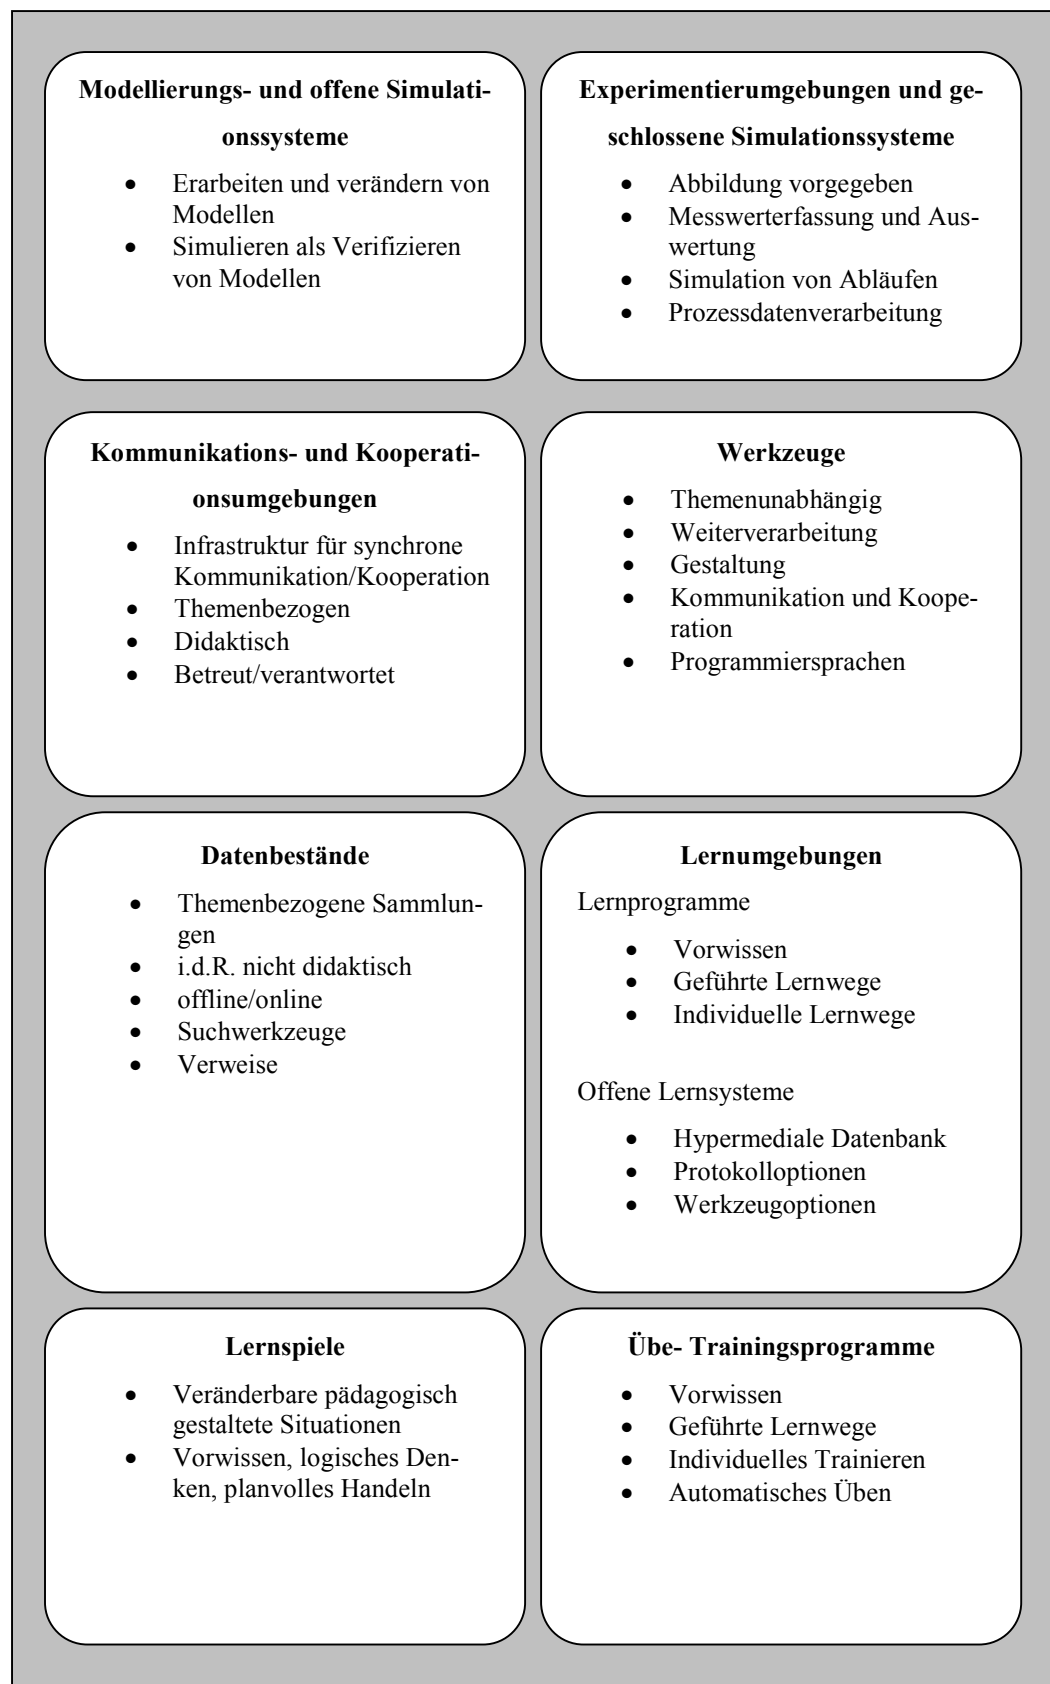 Modellierungs- und offene Simulati-
onssysteme
• Erarbeiten und verändern von
Modellen
• Simulieren als Verifizieren
von Modellen
Experimentierumgebungen und ge-
schlossene Simulationssysteme
• Abbildung vorgegeben
• Messwerterfassung und Aus-
wertung
• Simulation von Abläufen
• Prozessdatenverarbeitung
Kommunikations- und Kooperati-
onsumgebungen
• Infrastruktur für synchrone
Kommunikation/Kooperation
• Themenbezogen
• Didaktisch
• Betreut/verantwortet
Werkzeuge
• Themenunabhängig
• Weiterverarbeitung
• Gestaltung
• Kommunikation und Koope-
ration
• Programmiersprachen
Datenbestände
• Themenbezogene Sammlun-
gen
• i.d.R. nicht didaktisch
• offline/online
• Suchwerkzeuge
• Verweise
Lernumgebungen
Lernprogramme
• Vorwissen
• Geführte Lernwege
• Individuelle Lernwege
Offene Lernsysteme
• Hypermediale Datenbank
• Protokolloptionen
• Werkzeugoptionen
Lernspiele
• Veränderbare pädagogisch
gestaltete Situationen
• Vorwissen, logisches Den-
ken, planvolles Handeln
Übe- Trainingsprogramme
• Vorwissen
• Geführte Lernwege
• Individuelles Trainieren
• Automatisches Üben